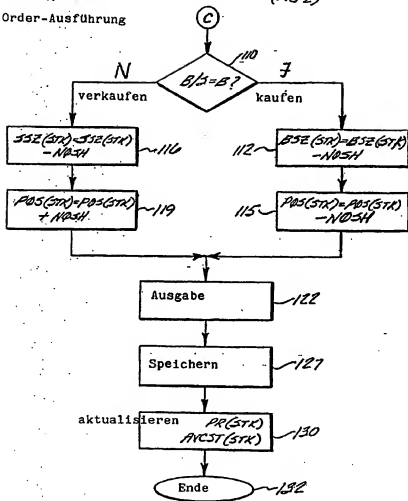 Order-Ausführung
C
110
N
B/S=B?
J
verkaufen
kaufen
SSZ(STK)=SSZ(STK)
-NOSH
116
112
BSZ(STK)=BSZ(STK)
-NOSH
POS(STK)=POS(STK)
+ NOSH
119
115
POS(STK)=POS(STK)
-NOSH
Ausgabe
122
Speichern
127
aktualisieren
PR(STK)
AVCST(STK)
130
Ende
132